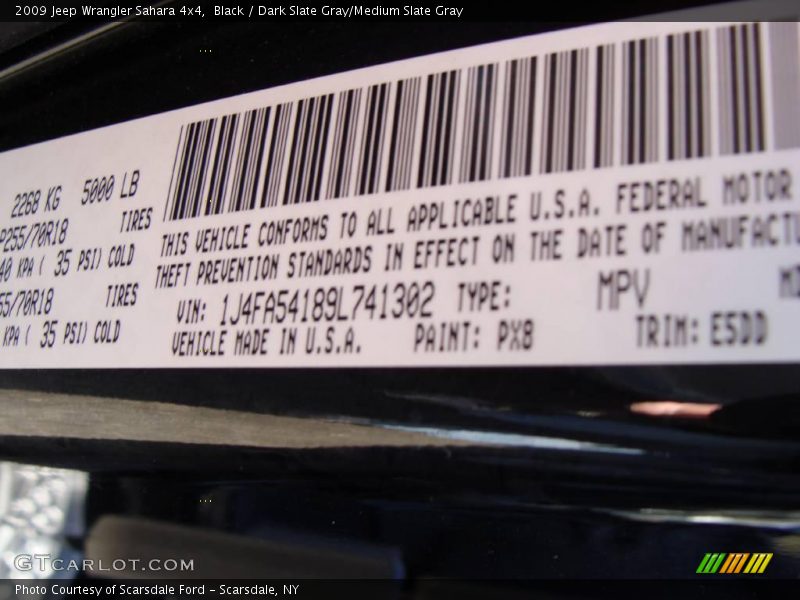 2009 Jeep Wrangler Sahara 4x4, Black / Dark Slate Gray/Medium Slate Gray
2268 KG 5000 LB
P255/70R18 TIRES
40 KPA ( 35 PSI) COLD
55/70R18 TIRES
KPA ( 35 PSI) COLD
THIS VEHICLE CONFORMS TO ALL APPLICABLE U.S.A. FEDERAL MOTOR
THEFT PREVENTION STANDARDS IN EFFECT ON THE DATE OF MANUFACTU
VIN: 1J4FA54189L741302 TYPE: MPV
VEHICLE MADE IN U.S.A. PAINT: PX8 TRIM: E5DD
GTCARLOT.COM
Photo Courtesy of Scarsdale Ford - Scarsdale, NY